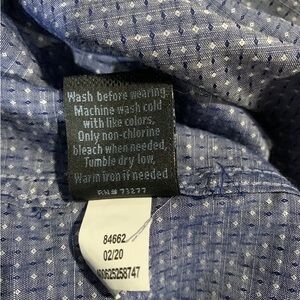 Wash before wearing.
Machine wash cold
with like colors,
Only non-chlorine
bleach when needed,
Tumble dry low,
Warm iron if needed
RN# 73277
84662
02/20